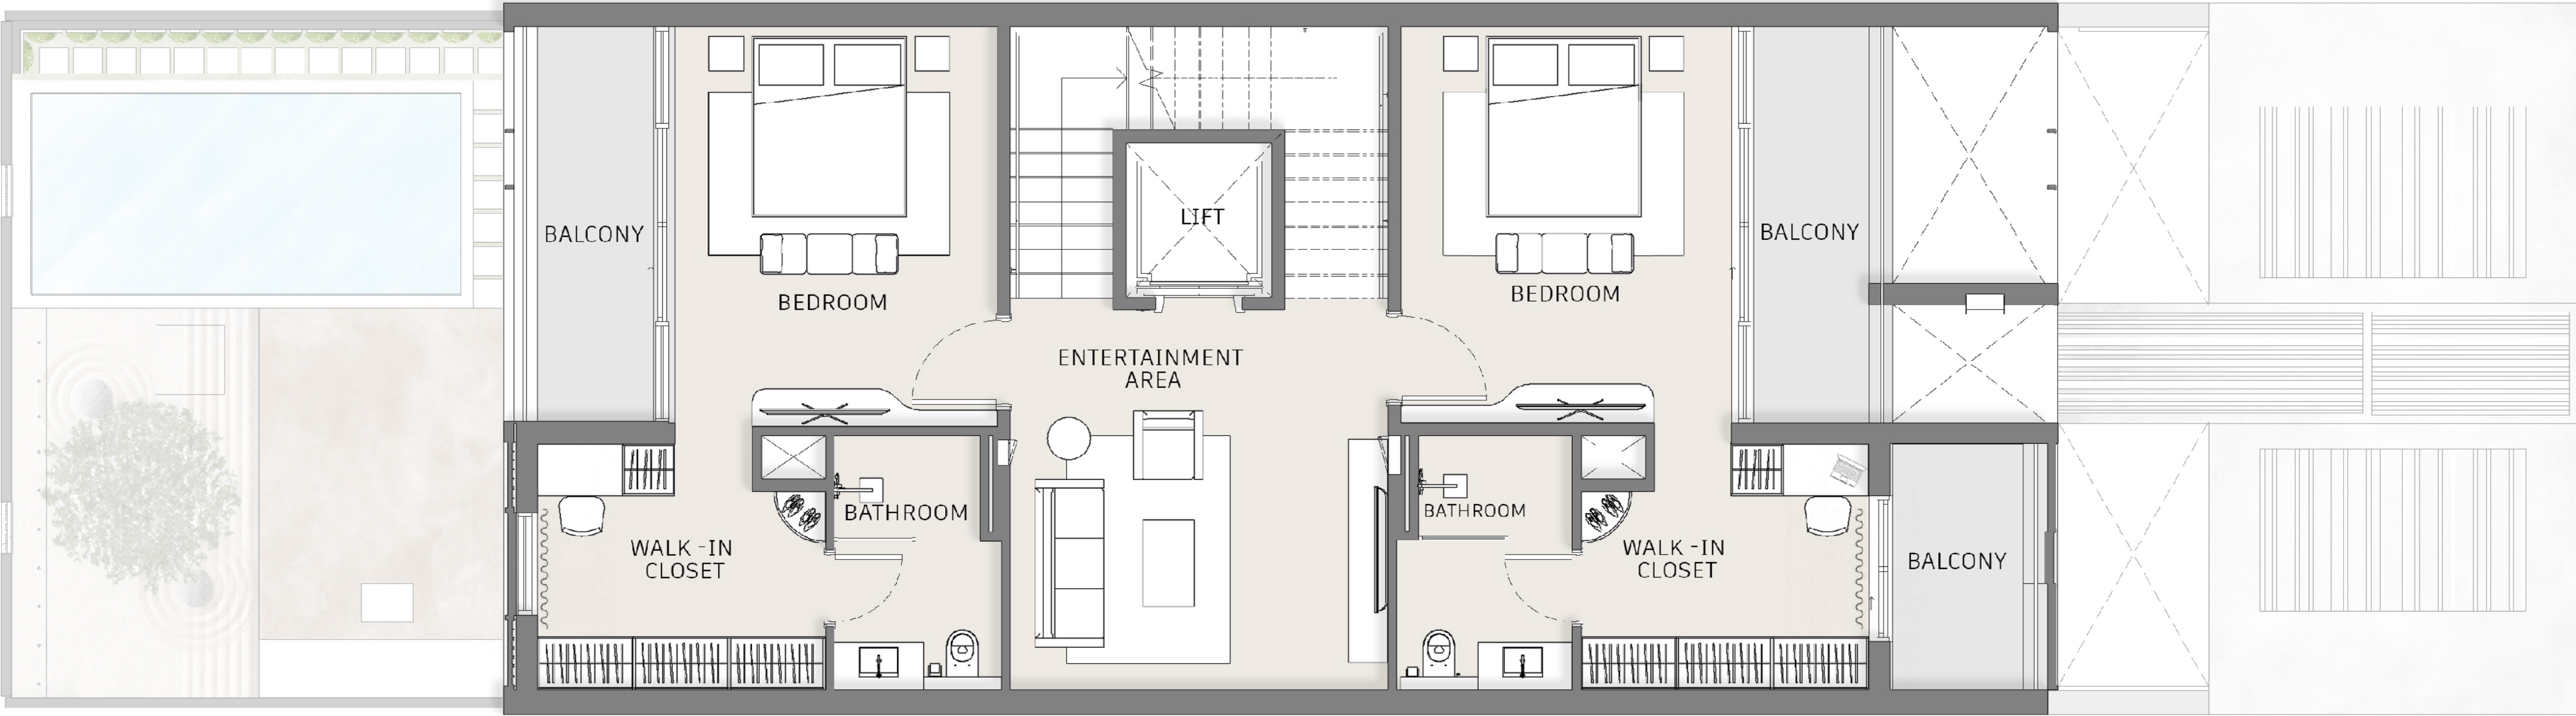 BALCONY
BEDROOM
LIFT
ENTERTAINMENT
AREA
BEDROOM
BALCONY
WALK -IN
CLOSET
BATHROOM
BATHROOM
WALK -IN
CLOSET
BALCONY